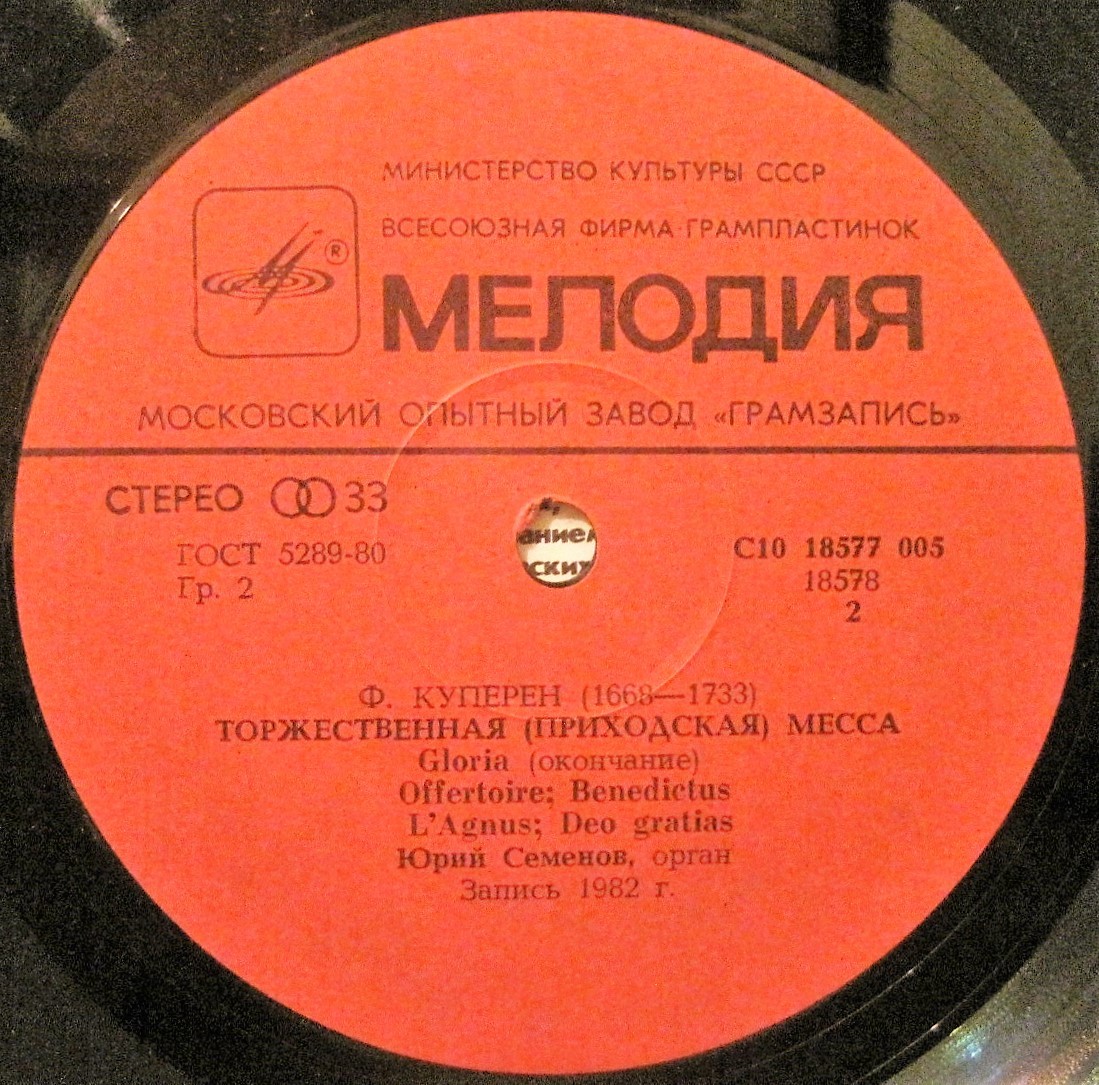 МИНИСТЕРСТВО КУЛЬТУРЫ СССР
ВСЕСОЮЗНАЯ ФИРМА ГРАМПЛАСТИНОК
®
МЕЛОДИЯ
МОСКОВСКИЙ ОПЫТНЫЙ ЗАВОД «ГРАМЗАПИСЬ»
СТЕРЕО 33
ГОСТ 5289-80
Гр. 2
С10 18577 005
18578
2
Ф. КУПЕРЕН (1668—1733)
ТОРЖЕСТВЕННАЯ (ПРИХОДСКАЯ) МЕССА
Gloria (окончание)
Offertoire; Benedictus
L'Agnus; Deo gratias
Юрий Семенов, орган
Запись 1982 г.